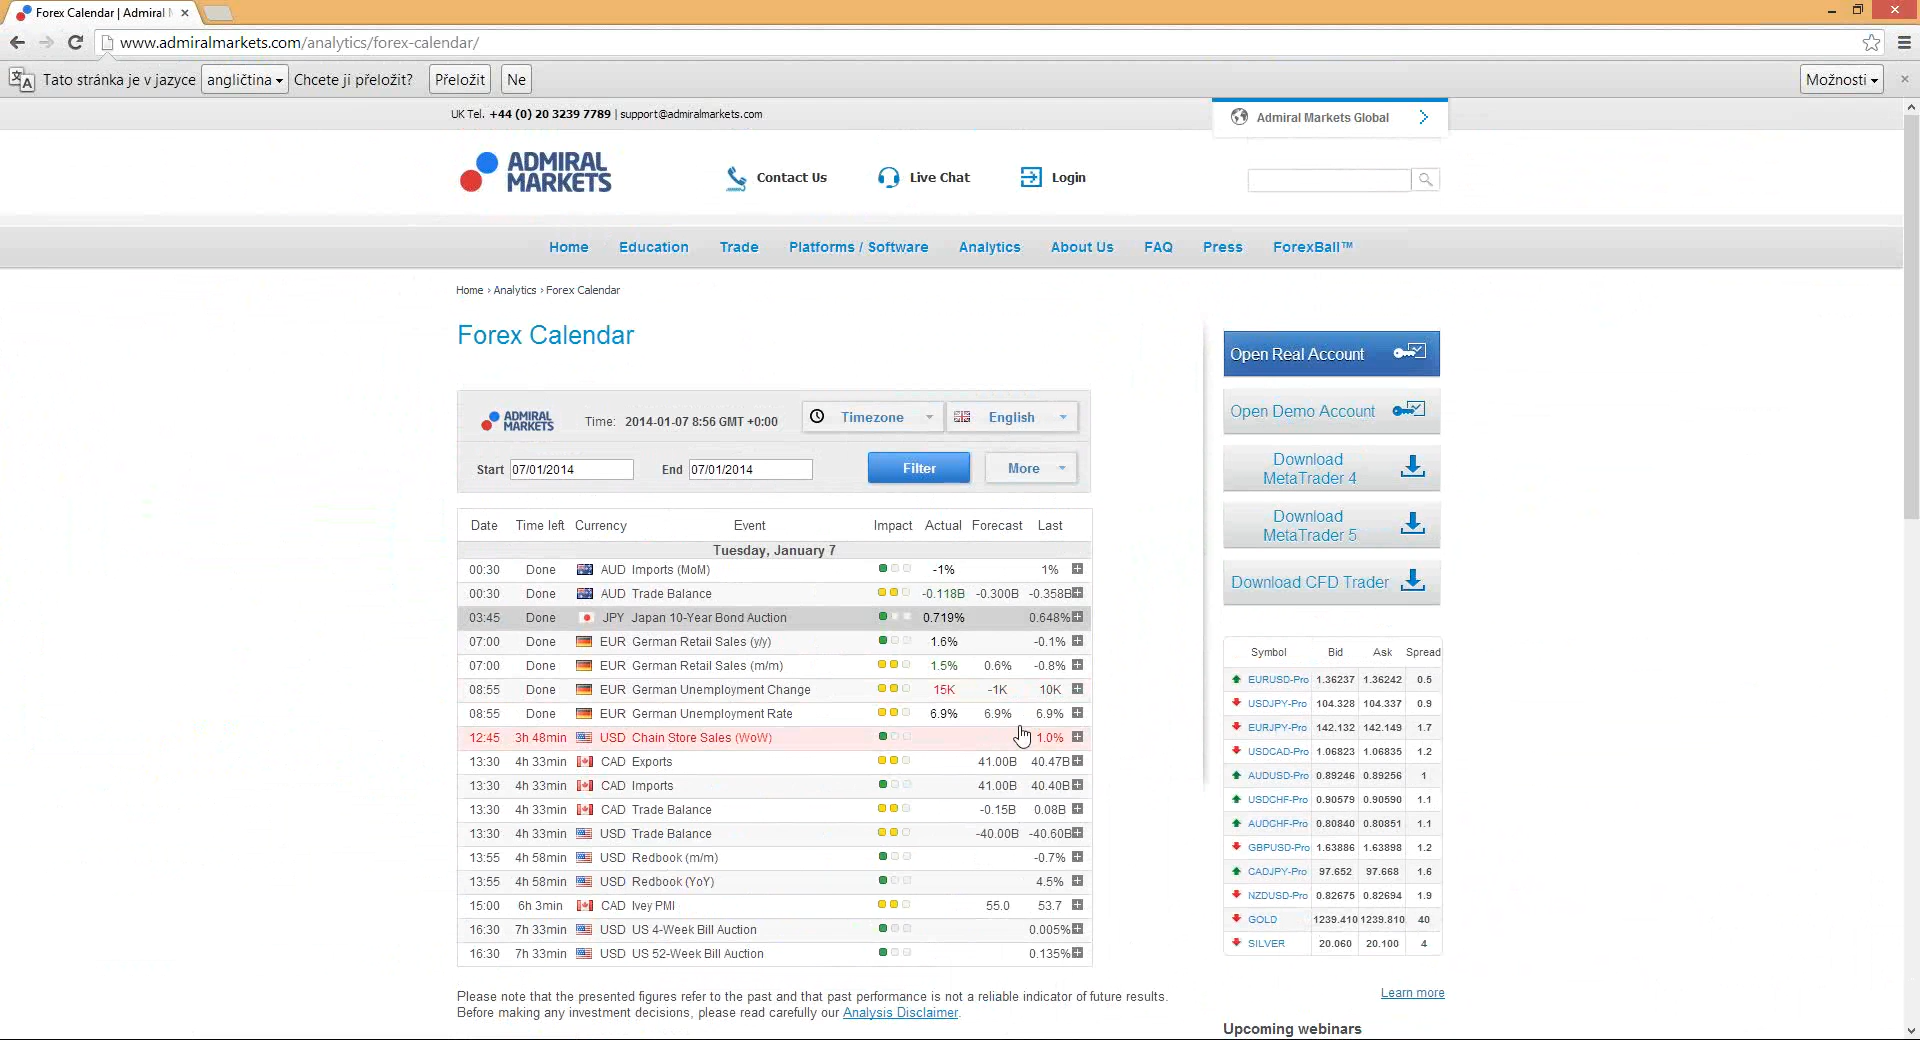 Forex Calendar | Admiral M
www.admiralmarkets.com/analytics/forex-calendar/
Tato stránka je v jazyce angličtina Chcete ji přeložit? Přeložit Ne Možnosti
UK Tel. +44 (0) 20 3239 7789 | support@admiralmarkets.com
Admiral Markets Global
ADMIRAL
MARKETS
Contact Us Live Chat Login
Home Education Trade Platforms / Software Analytics About Us FAQ Press ForexBall™
Home › Analytics › Forex Calendar
Forex Calendar
ADMIRAL
MARKETS
Time: 2014-01-07 8:56 GMT +0:00 Timezone English
Start 07/01/2014 End 07/01/2014 Filter More
Date Time left Currency Event Impact Actual Forecast Last
Tuesday, January 7
00:30 Done AUD Imports (MoM) -1% 1%
00:30 Done AUD Trade Balance -0.118B -0.300B -0.358B
03:45 Done JPY Japan 10-Year Bond Auction 0.719% 0.648%
07:00 Done EUR German Retail Sales (y/y) 1.6% -0.1%
07:00 Done EUR German Retail Sales (m/m) 1.5% 0.6% -0.8%
08:55 Done EUR German Unemployment Change 15K -1K 10K
08:55 Done EUR German Unemployment Rate 6.9% 6.9% 6.9%
12:45 3h 48min USD Chain Store Sales (WoW) 1.0%
13:30 4h 33min CAD Exports 41.00B 40.47B
13:30 4h 33min CAD Imports 41.00B 40.40B
13:30 4h 33min CAD Trade Balance -0.15B 0.08B
13:30 4h 33min USD Trade Balance -40.00B -40.60B
13:55 4h 58min USD Redbook (m/m) -0.7%
13:55 4h 58min USD Redbook (YoY) 4.5%
15:00 6h 3min CAD Ivey PMI 55.0 53.7
16:30 7h 33min USD US 4-Week Bill Auction 0.005%
16:30 7h 33min USD US 52-Week Bill Auction 0.135%
Please note that the presented figures refer to the past and that past performance is not a reliable indicator of future results.
Before making any investment decisions, please read carefully our Analysis Disclaimer.
Open Real Account
Open Demo Account
Download
MetaTrader 4
Download
MetaTrader 5
Download CFD Trader
Symbol Bid Ask Spread
EURUSD-Pro 1.36237 1.36242 0.5
USDJPY-Pro 104.328 104.337 0.9
EURJPY-Pro 142.132 142.149 1.7
USDCAD-Pro 1.06823 1.06835 1.2
AUDUSD-Pro 0.89246 0.89256 1
USDCHF-Pro 0.90579 0.90590 1.1
AUDCHF-Pro 0.80840 0.80851 1.1
GBPUSD-Pro 1.63886 1.63898 1.2
CADJPY-Pro 97.652 97.668 1.6
NZDUSD-Pro 0.82675 0.82694 1.9
GOLD 1239.410 1239.810 40
SILVER 20.060 20.100 4
Learn more
Upcoming webinars